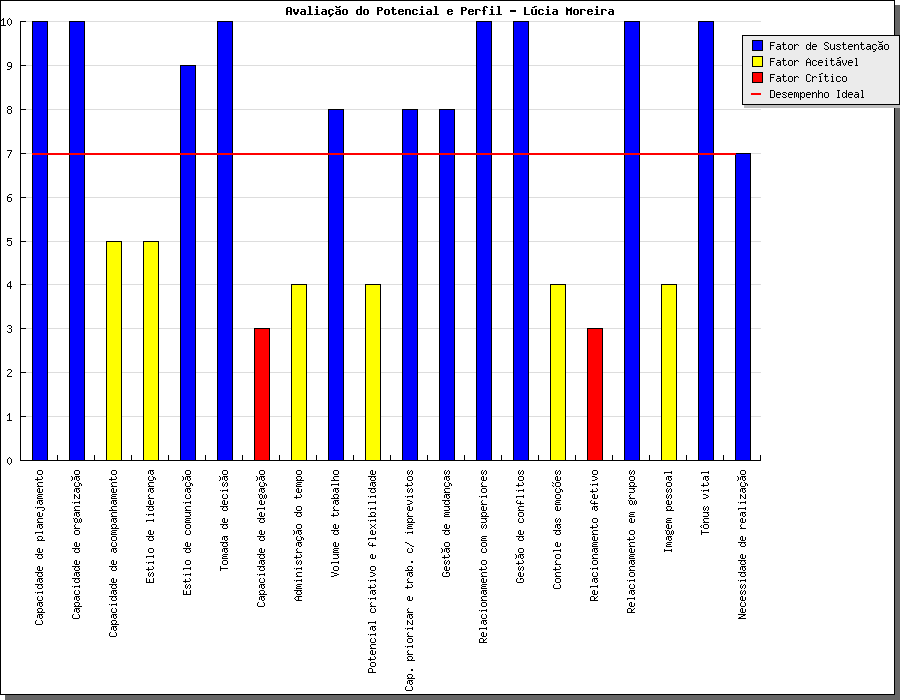 Avaliação do Potencial e Perfil - Lúcia Moreira
Fator de Sustentação
Fator Aceitável
Fator Crítico
Desempenho Ideal
10
9
8
7
6
5
4
3
2
1
0
Capacidade de planejamento
Capacidade de organização
Capacidade de acompanhamento
Estilo de liderança
Estilo de comunicação
Tomada de decisão
Capacidade de delegação
Administração do tempo
Volume de trabalho
Potencial criativo e flexibilidade
Cap. priorizar e trab. c/ imprevistos
Gestão de mudanças
Relacionamento com superiores
Gestão de conflitos
Controle das emoções
Relacionamento afetivo
Relacionamento em grupos
Imagem pessoal
Tônus vital
Necessidade de realização